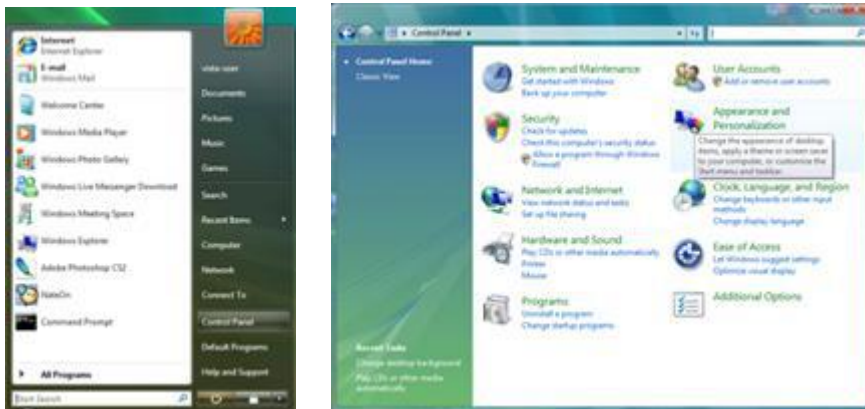 Internet
Internet Explorer
E-mail
Windows Mail
Welcome Center
Windows Media Player
Windows Photo Gallery
Windows Live Messenger Download
Windows Meeting Space
Windows Explorer
Adobe Photoshop CS2
NateOn
Command Prompt
All Programs
Start Search
vista user
Documents
Pictures
Music
Games
Search
Recent Items
Computer
Network
Connect To
Control Panel
Default Programs
Help and Support
Control Panel
Control Panel Home
Classic View
System and Maintenance
Get started with Windows
Back up your computer
Security
Check for updates
Check this computer's security status
Allow a program through Windows
Firewall
Network and Internet
View network status and tasks
Set up file sharing
Hardware and Sound
Play CDs or other media automatically
Printer
Mouse
Programs
Uninstall a program
Change startup programs
User Accounts
Add or remove user accounts
Appearance and
Personalization
Change the appearance of desktop
items, apply a theme or screen saver
to your computer, or customize the
Start menu and taskbar.
Clock, Language, and Region
Change keyboards or other input
methods
Change display language
Ease of Access
Let Windows suggest settings
Optimize visual display
Additional Options
Recent Tasks
Change desktop background
Play CDs or other media
automatically